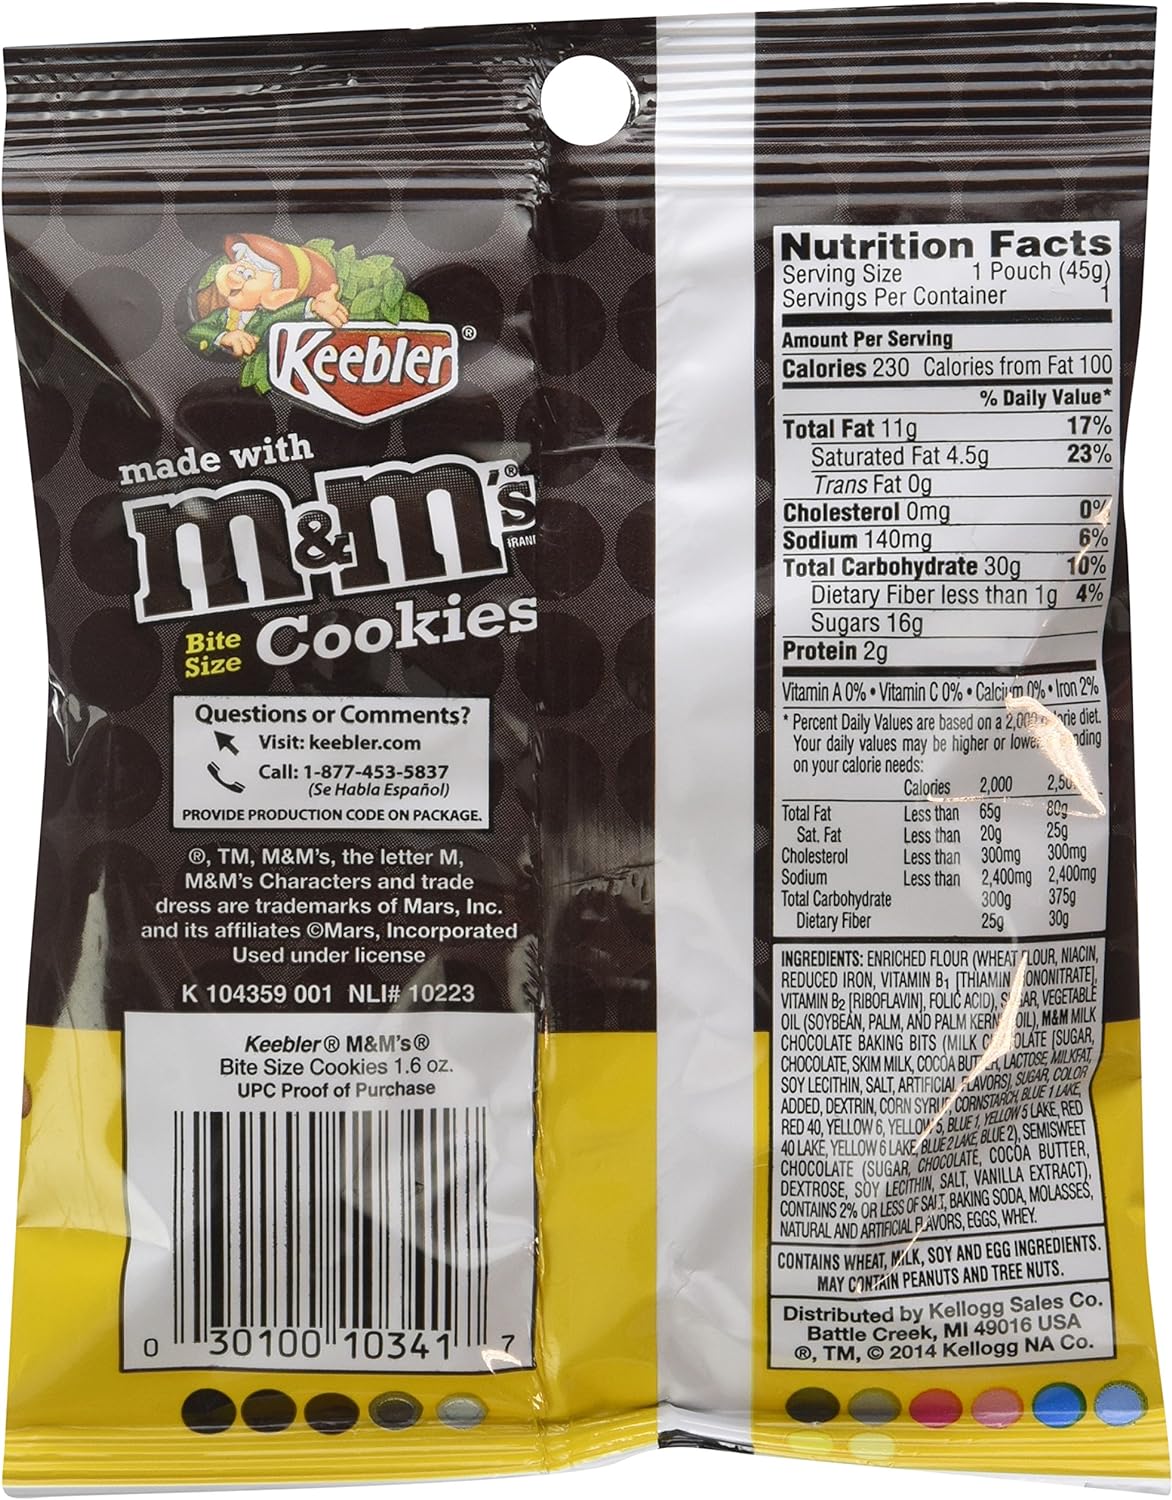 Keebler®
made with
m&m's®
Bite
Size
Cookies
Questions or Comments?
Visit: keebler.com
Call: 1-877-453-5837
(Se Habla Español)
PROVIDE PRODUCTION CODE ON PACKAGE.
®, TM, M&M's, the letter M,
M&M's Characters and trade
dress are trademarks of Mars, Inc.
and its affiliates ©Mars, Incorporated
Used under license
K 104359 001 NLI# 10223
Keebler® M&M's®
Bite Size Cookies 1.6 oz.
UPC Proof of Purchase
0 30100 10341 7
Nutrition Facts
Serving Size 1 Pouch (45g)
Servings Per Container 1
Amount Per Serving
Calories 230 Calories from Fat 100
% Daily Value*
Total Fat 11g 17%
Saturated Fat 4.5g 23%
Trans Fat 0g
Cholesterol 0mg 0%
Sodium 140mg 6%
Total Carbohydrate 30g 10%
Dietary Fiber less than 1g 4%
Sugars 16g
Protein 2g
Vitamin A 0% • Vitamin C 0% • Calcium 0% • Iron 2%
* Percent Daily Values are based on a 2,000 diet.
Your daily values may be higher or
on your calorie needs:
Calories 2,000
Total Fat Less than 65g 80g
Sat. Fat Less than 20g 25g
Cholesterol Less than 300mg 300mg
Sodium Less than 2,400mg 2,400mg
Total Carbohydrate 300g 375g
Dietary Fiber 25g 30g
INGREDIENTS: ENRICHED FLOUR (WHEAT FLOUR, NIACIN,
REDUCED IRON, VITAMIN B1 [THIAMIN MONONITRATE],
VITAMIN B2 [RIBOFLAVIN], FOLIC ACID), SUGAR, VEGETABLE
OIL (SOYBEAN, PALM, AND PALM KERNEL OIL), M&M MILK
CHOCOLATE BAKING BITS (MILK CHOCOLATE [SUGAR,
CHOCOLATE, SKIM MILK, COCOA BUTTER, LACTOSE, MILKFAT,
SOY LECITHIN, SALT, ARTIFICIAL FLAVORS], SUGAR, COLOR
ADDED, DEXTRIN, CORN SYRUP, CORNSTARCH, BLUE 1 LAKE,
RED 40, YELLOW 6, YELLOW 5, BLUE 1, YELLOW 5 LAKE, RED
40 LAKE, YELLOW 6 LAKE, BLUE 2 LAKE, BLUE 2), SEMISWEET
CHOCOLATE (SUGAR, CHOCOLATE, COCOA BUTTER,
DEXTROSE, SOY LECITHIN, SALT, VANILLA EXTRACT),
CONTAINS 2% OR LESS OF SALT, BAKING SODA, MOLASSES,
NATURAL AND ARTIFICIAL FLAVORS, EGGS, WHEY.
CONTAINS WHEAT, MILK, SOY AND EGG INGREDIENTS.
MAY CONTAIN PEANUTS AND TREE NUTS.
Distributed by Kellogg Sales Co.
Battle Creek, MI 49016 USA
®, TM, © 2014 Kellogg NA Co.